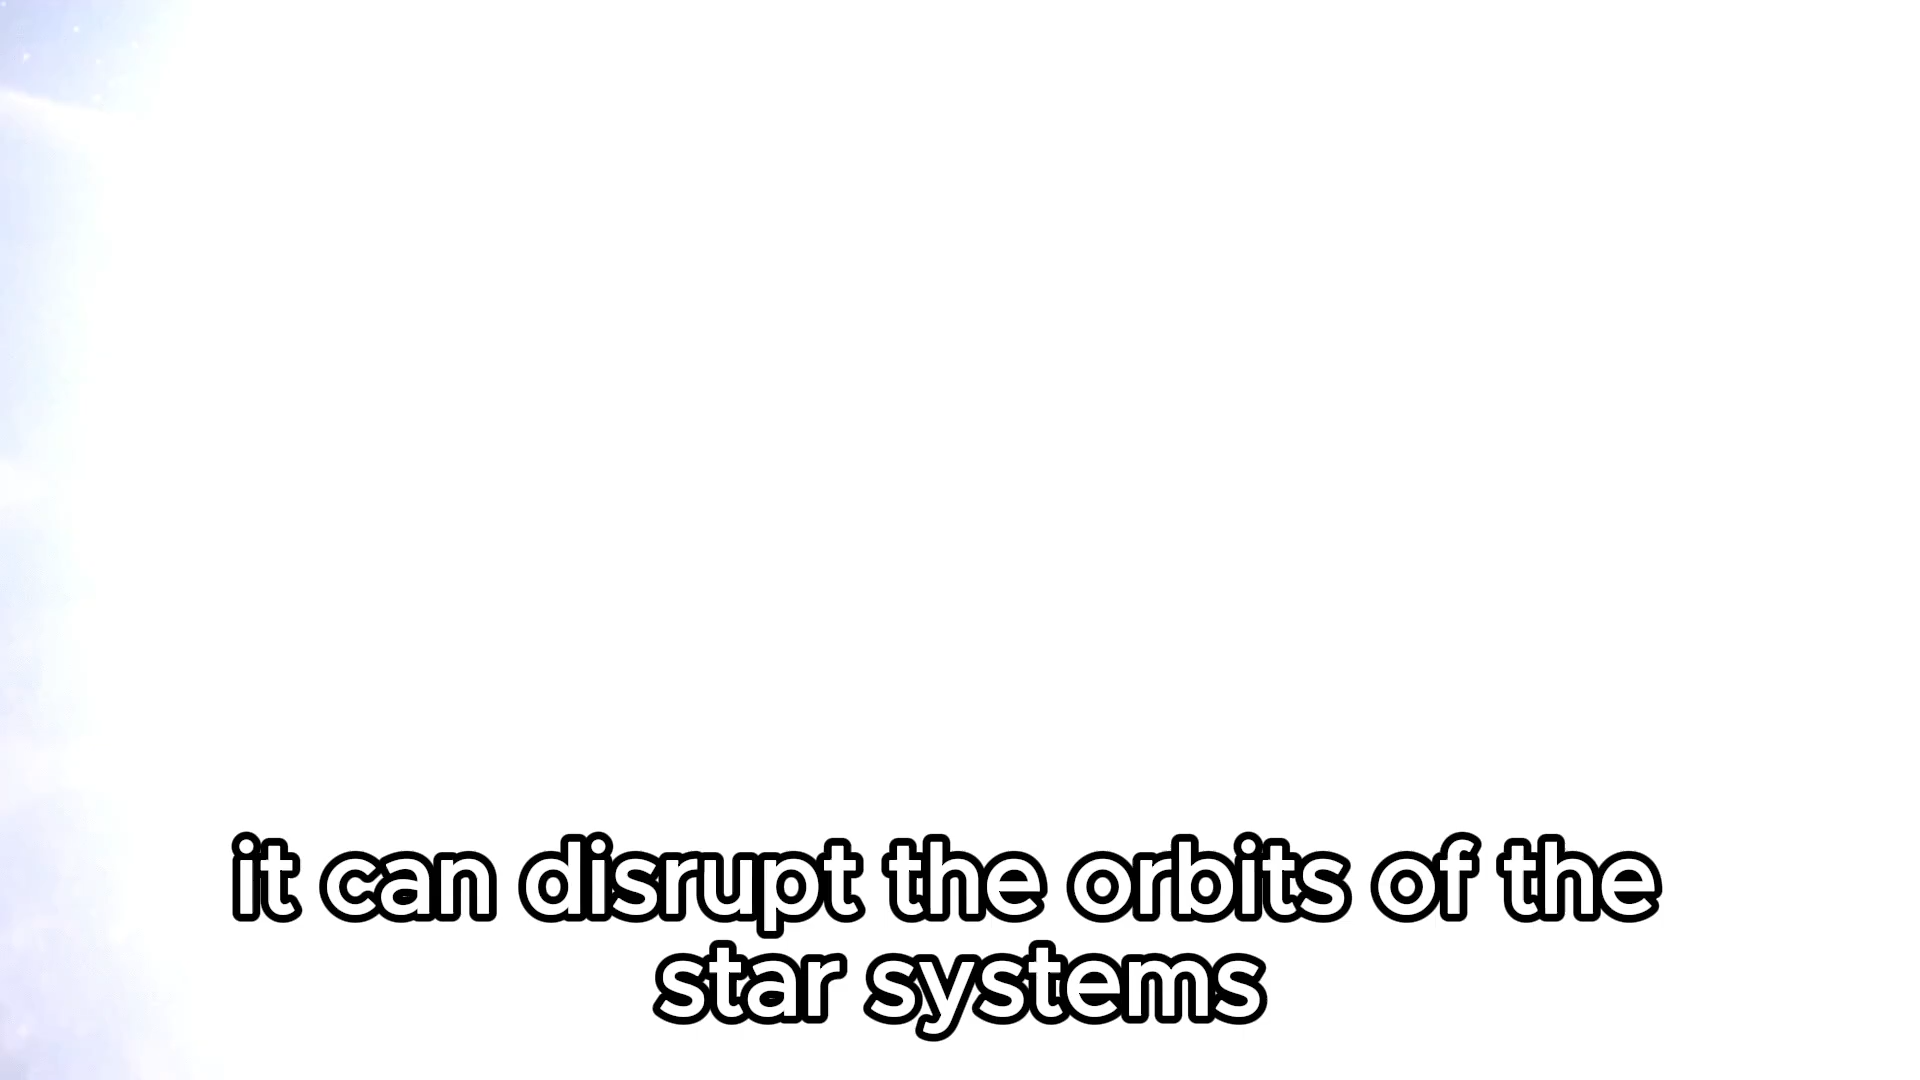 it can disrupt the orbits of the
star systems